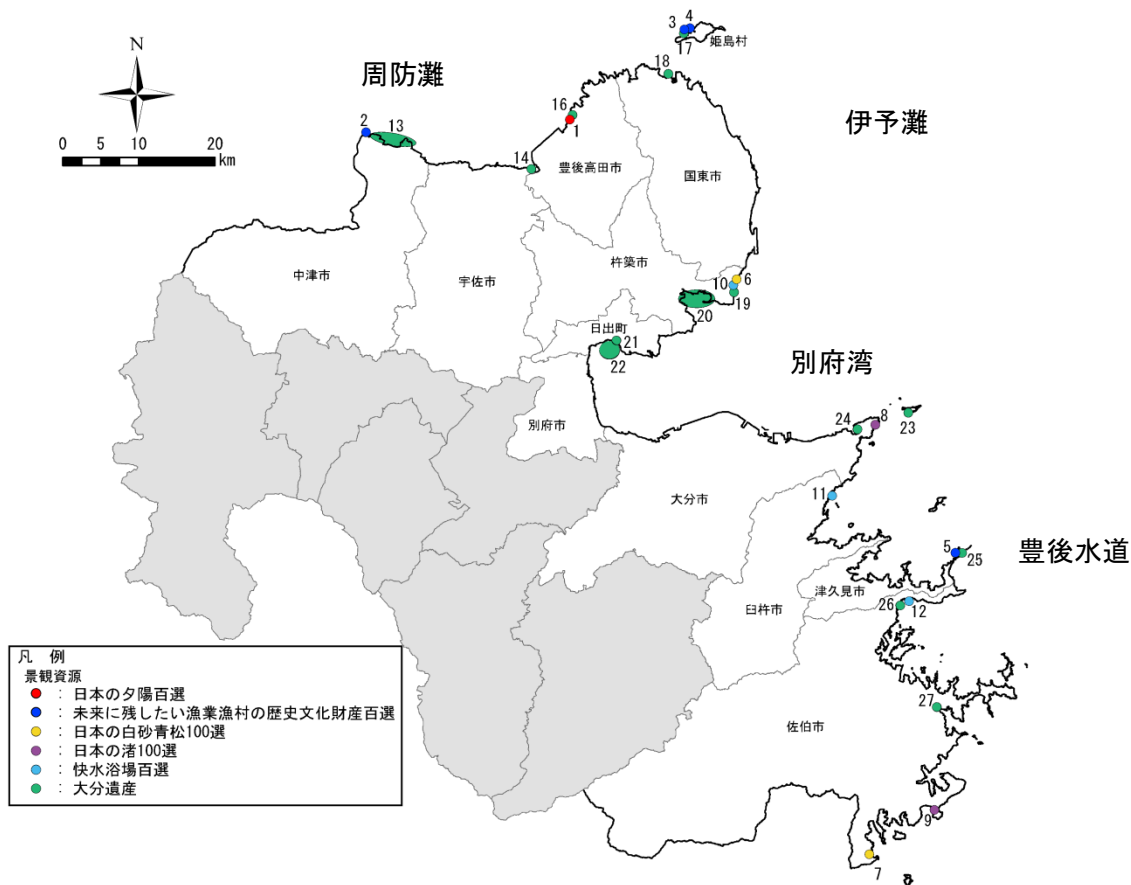 3
4
姫島村
17
N
周防灘
18
伊予灘
16
2
13
1
0
10
20
km
14
豊後高田市
国東市
中津市
宇佐市
杵築市
10
6
20
19
日出町
21
22
別府湾
別府市
24
8
23
大分市
11
豊後水道
5
25
津久見市
臼杵市
26
12
佐伯市
27
9
7
凡 例
景観資源
: 日本の夕陽百選
: 未来に残したい漁業漁村の歴史文化財産百選
: 日本の白砂青松100選
: 日本の渚100選
: 快水浴場百選
: 大分遺産